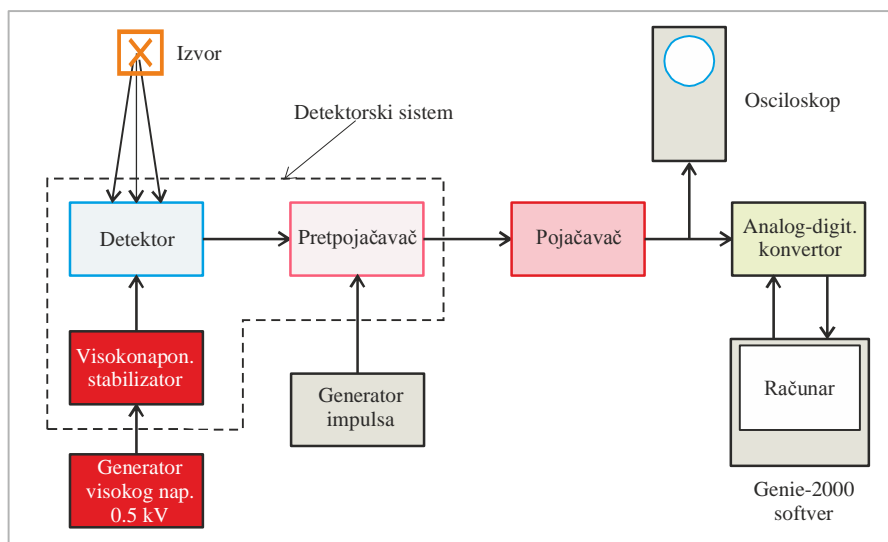 Izvor
Osciloskop
Detektorski sistem
Detektor
Pretpojačavač
Pojačavač
Analog-digit.
konvertor
Visokonapon.
stabilizator
Generator
impulsa
Računar
Generator
visokog nap.
0.5 kV
Genie-2000
softver